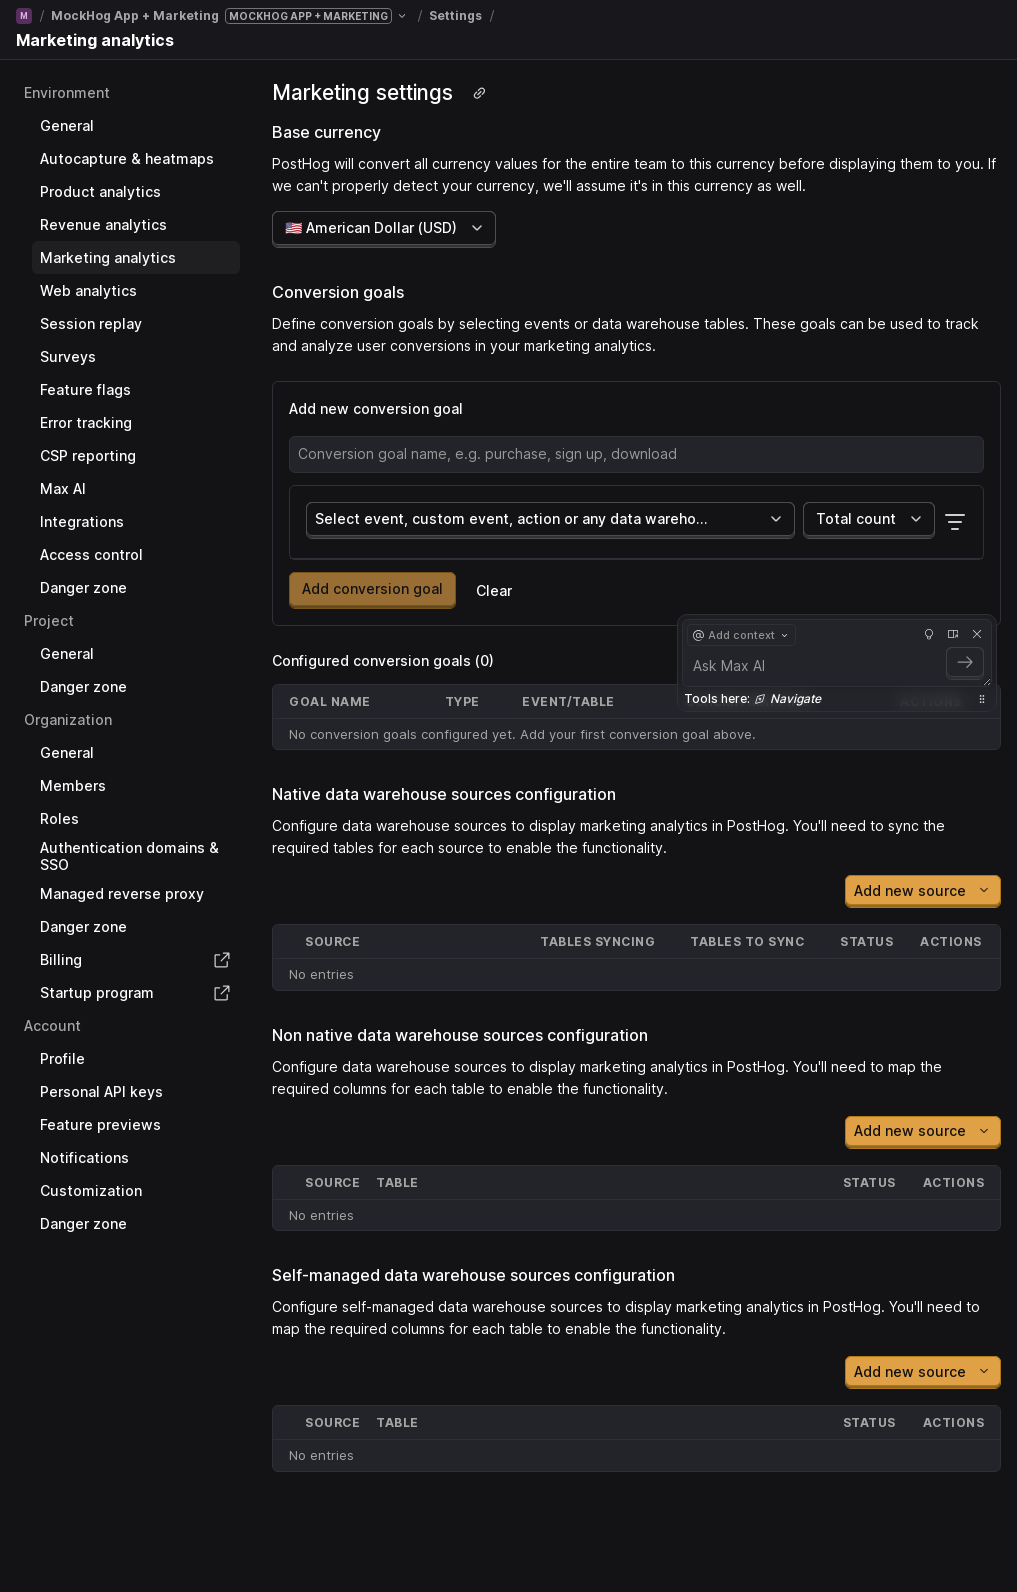 M / MockHog App + Marketing MOCKHOG APP + MARKETING / Settings /
Marketing analytics
Environment
General
Autocapture & heatmaps
Product analytics
Revenue analytics
Marketing analytics
Web analytics
Session replay
Surveys
Feature flags
Error tracking
CSP reporting
Max AI
Integrations
Access control
Danger zone
Project
General
Danger zone
Organization
General
Members
Roles
Authentication domains &
SSO
Managed reverse proxy
Danger zone
Billing
Startup program
Account
Profile
Personal API keys
Feature previews
Notifications
Customization
Danger zone
Marketing settings
Base currency
PostHog will convert all currency values for the entire team to this currency before displaying them to you. If
we can't properly detect your currency, we'll assume it's in this currency as well.
🇺🇸 American Dollar (USD)
Conversion goals
Define conversion goals by selecting events or data warehouse tables. These goals can be used to track
and analyze user conversions in your marketing analytics.
Add new conversion goal
Conversion goal name, e.g. purchase, sign up, download
Select event, custom event, action or any data wareho... Total count
Add conversion goal Clear
@ Add context
Ask Max AI
Tools here: Navigate
Configured conversion goals (0)
GOAL NAME TYPE EVENT/TABLE ACTIONS
No conversion goals configured yet. Add your first conversion goal above.
Native data warehouse sources configuration
Configure data warehouse sources to display marketing analytics in PostHog. You'll need to sync the
required tables for each source to enable the functionality.
Add new source
SOURCE TABLES SYNCING TABLES TO SYNC STATUS ACTIONS
No entries
Non native data warehouse sources configuration
Configure data warehouse sources to display marketing analytics in PostHog. You'll need to map the
required columns for each table to enable the functionality.
Add new source
SOURCE TABLE STATUS ACTIONS
No entries
Self-managed data warehouse sources configuration
Configure self-managed data warehouse sources to display marketing analytics in PostHog. You'll need to
map the required columns for each table to enable the functionality.
Add new source
SOURCE TABLE STATUS ACTIONS
No entries